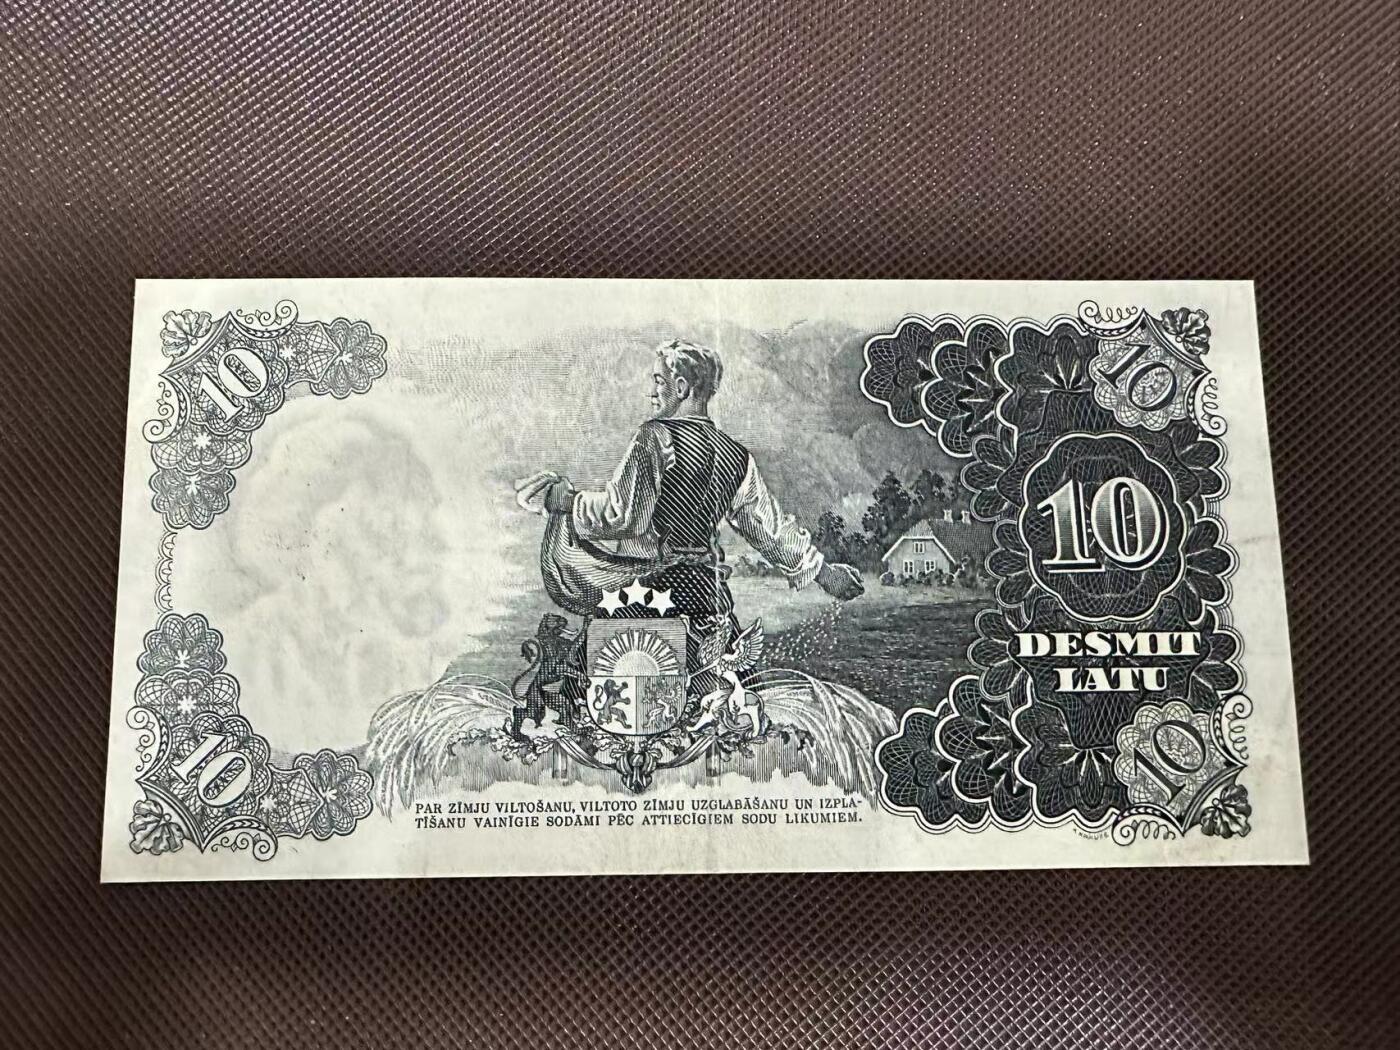 10
10
10
DESMIT
LATU
10
10
PAR ZĪMJU VILTOŠANU, VILTOTO ZĪMJU UZGLABĀŠANU UN IZPLA-
TĪŠANU VAINĪGIE SODĀMI PĒC ATTIECĪGIEM SODU LIKUMIEM.